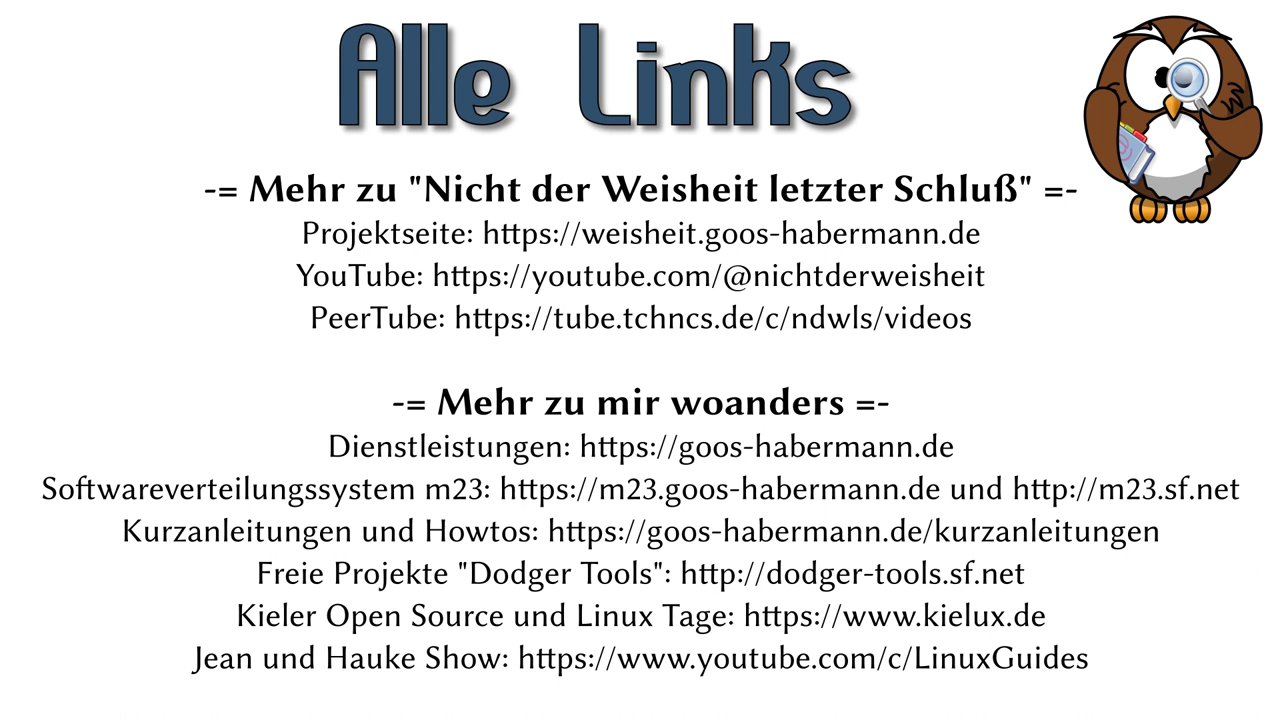 Alle Links
-= Mehr zu "Nicht der Weisheit letzter Schluß" =-
Projektseite: https://weisheit.goos-habermann.de
YouTube: https://youtube.com/@nichtderweisheit
PeerTube: https://tube.tchncs.de/c/ndwls/videos
-= Mehr zu mir woanders =-
Dienstleistungen: https://goos-habermann.de
Softwareverteilungssystem m23: https://m23.goos-habermann.de und http://m23.sf.net
Kurzanleitungen und Howtos: https://goos-habermann.de/kurzanleitungen
Freie Projekte "Dodger Tools": http://dodger-tools.sf.net
Kieler Open Source und Linux Tage: https://www.kielux.de
Jean und Hauke Show: https://www.youtube.com/c/LinuxGuides